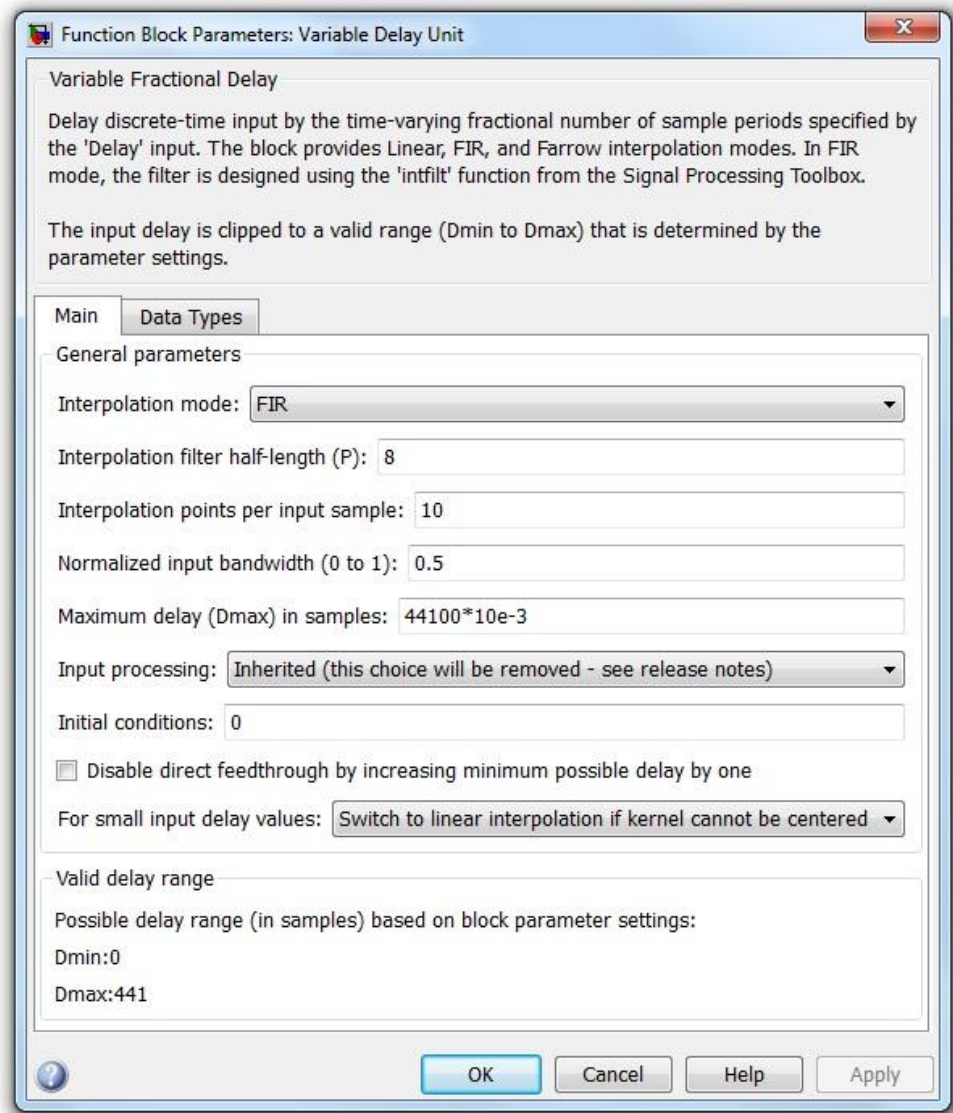 Function Block Parameters: Variable Delay Unit
Variable Fractional Delay
Delay discrete-time input by the time-varying fractional number of sample periods specified by
the 'Delay' input. The block provides Linear, FIR, and Farrow interpolation modes. In FIR
mode, the filter is designed using the 'intfilt' function from the Signal Processing Toolbox.
The input delay is clipped to a valid range (Dmin to Dmax) that is determined by the
parameter settings.
Main Data Types
General parameters
Interpolation mode: FIR
Interpolation filter half-length (P): 8
Interpolation points per input sample: 10
Normalized input bandwidth (0 to 1): 0.5
Maximum delay (Dmax) in samples: 44100*10e-3
Input processing: Inherited (this choice will be removed - see release notes)
Initial conditions: 0
Disable direct feedthrough by increasing minimum possible delay by one
For small input delay values: Switch to linear interpolation if kernel cannot be centered
Valid delay range
Possible delay range (in samples) based on block parameter settings:
Dmin:0
Dmax:441
OK Cancel Help Apply